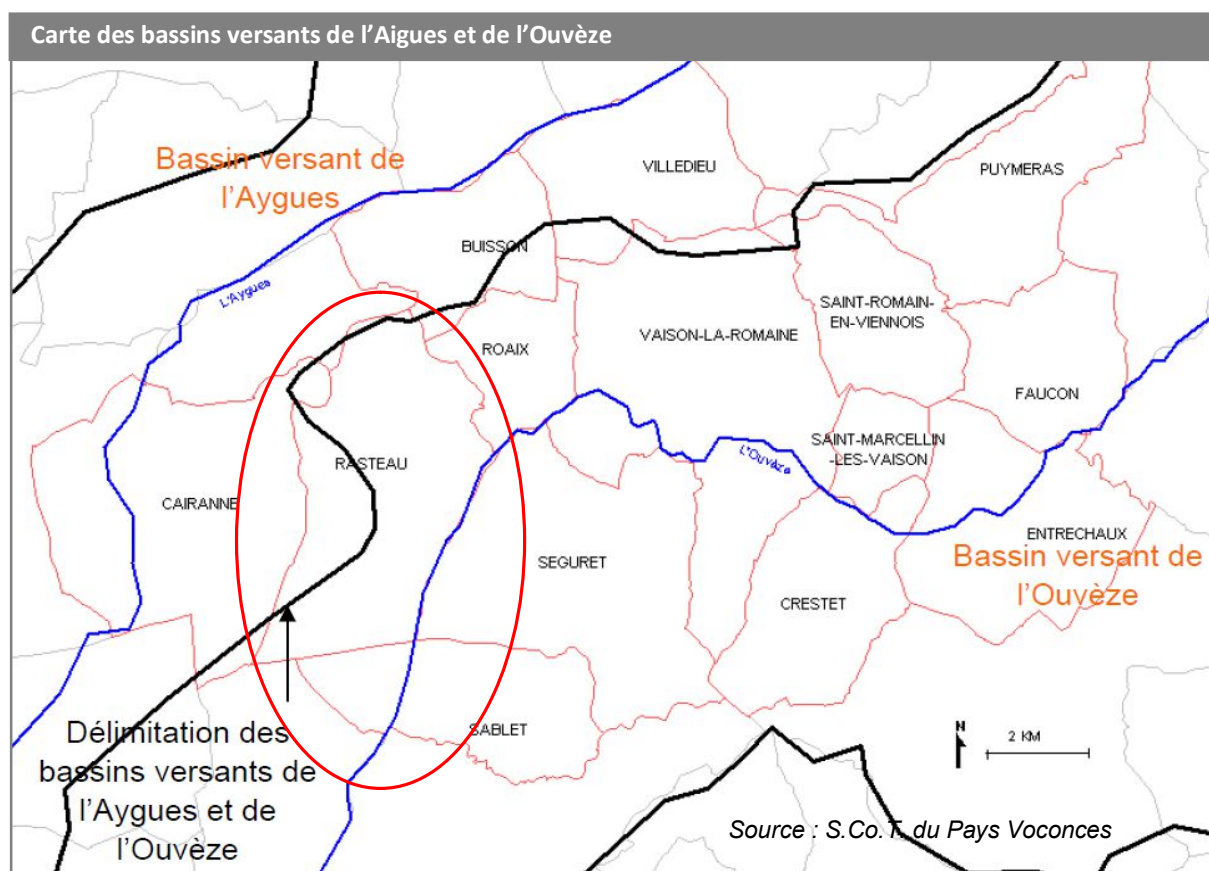 Carte des bassins versants de l’Aigues et de l’Ouvèze
Bassin versant de
l’Aygues
VILLEDIEU
PUYMERAS
BUISSON
L'Aygues
SAINT-ROMAIN-
EN-VIENNOIS
VAISON-LA-ROMAINE
ROAIX
FAUCON
SAINT-MARCELLIN
-LES-VAISON
L'Ouvèze
RASTEAU
CAIRANNE
SEGURET
ENTRECHAUX
Bassin versant de
l’Ouvèze
CRESTET
SABLET
Délimitation des
bassins versants de
l’Aygues et de
l’Ouvèze
N
2 KM
Source : S.Co.T. du Pays Voconces